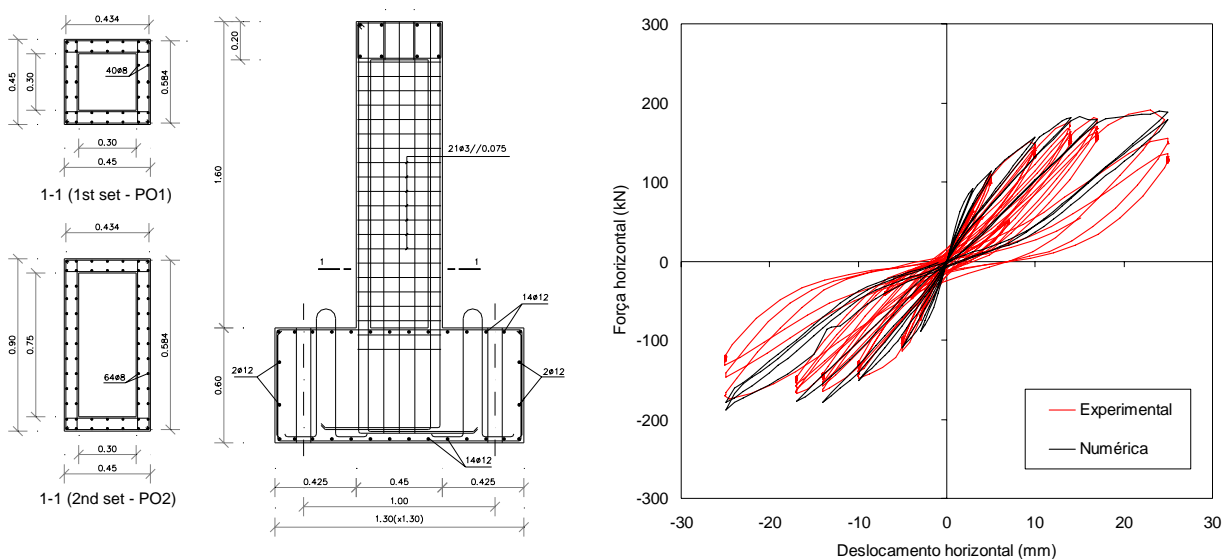 0.434
0.45
0.30
40ø8
0.584
0.30
0.45
1-1 (1st set - PO1)
0.434
0.90
0.75
64ø8
0.584
0.30
0.45
1-1 (2nd set - PO2)
0.20
1.60
21ø3//0.075
1
1
14ø12
0.60
2ø12
2ø12
14ø12
0.425
0.45
0.425
1.00
1.30(x1.30)
Força horizontal (kN)
300
200
100
0
-100
-200
-300
-30
-20
-10
0
10
20
30
Deslocamento horizontal (mm)
Experimental
Numérica